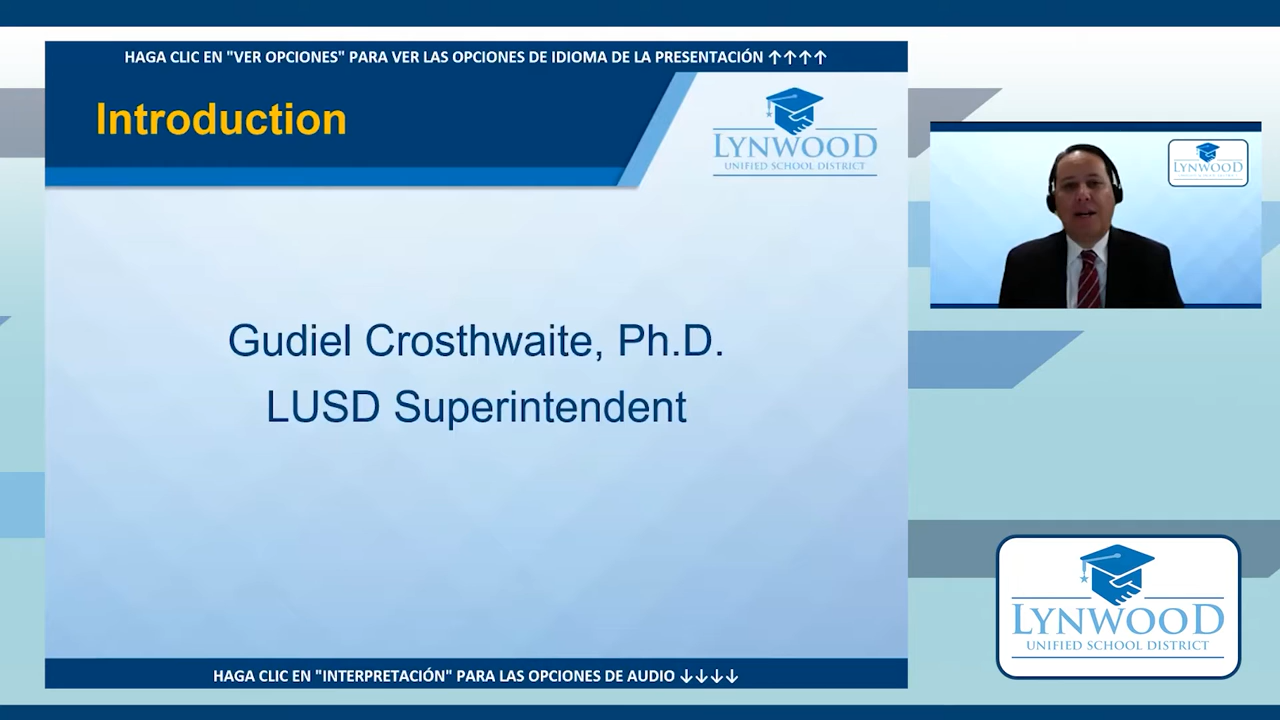 HAGA CLIC EN "VER OPCIONES" PARA VER LAS OPCIONES DE IDIOMA DE LA PRESENTACIÓN ↑↑↑↑
Introduction
LYNWOOD
UNIFIED SCHOOL DISTRICT
LYNWOOD
Gudiel Crosthwaite, Ph.D.
LUSD Superintendent
LYNWOOD
UNIFIED SCHOOL DISTRICT
HAGA CLIC EN "INTERPRETACIÓN" PARA LAS OPCIONES DE AUDIO ↓↓↓↓